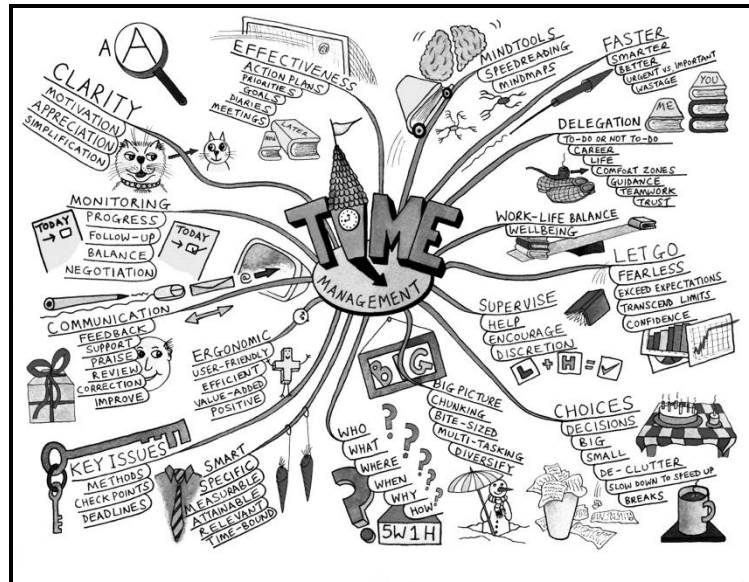 TIME
MANAGEMENT
A
A
CLARITY
MOTIVATION
APPRECIATION
SIMPLIFICATION
EFFECTIVENESS
ACTION PLANS
PRIORITIES
GOALS
DIARIES
MEETINGS
LATER
MINDTOOLS
SPEEDREADING
MINDMAPS
FASTER
SMARTER
BETTER
URGENT VS IMPORTANT
WASTAGE
ME
YOU
DELEGATION
TO-DO OR NOT TO-DO
CAREER
LIFE
COMFORT ZONES
GUIDANCE
TEAMWORK
TRUST
WORK-LIFE BALANCE
WELLBEING
LET GO
FEARLESS
EXCEED EXPECTATIONS
TRANSCEND LIMITS
CONFIDENCE
SUPERVISE
HELP
ENCOURAGE
DISCRETION
L + H =
CHOICES
DECISIONS
BIG
SMALL
DE-CLUTTER
SLOW DOWN TO SPEED UP
BREAKS
BIG
BIG PICTURE
CHUNKING
BITE-SIZED
MULTI-TASKING
DIVERSIFY
WHO
WHAT
WHERE
WHEN
WHY
HOW
? ? ? ? ? ?
5W1H
SMART
SPECIFIC
MEASURABLE
ATTAINABLE
RELEVANT
TIME-BOUND
KEY ISSUES
METHODS
CHECKPOINTS
DEADLINES
ERGONOMIC
USER-FRIENDLY
EFFICIENT
VALUE-ADDED
POSITIVE
COMMUNICATION
FEEDBACK
SUPPORT
PRAISE
REVIEW
CORRECTION
IMPROVE
@
MONITORING
PROGRESS
FOLLOW-UP
BALANCE
NEGOTIATION
TODAY
TODAY